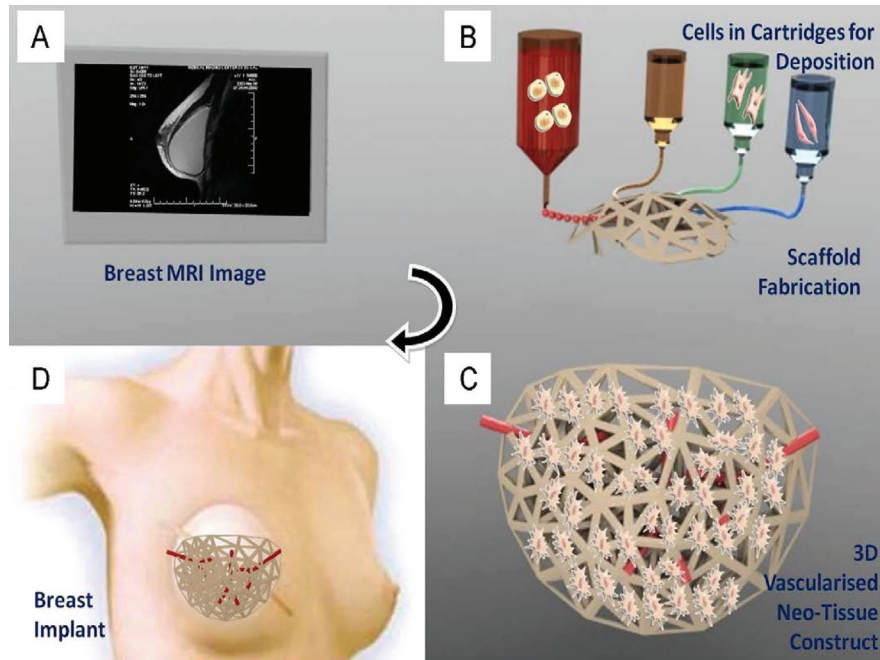 A
Breast MRI Image
B
Cells in Cartridges for
Deposition
Scaffold
Fabrication
D
Breast
Implant
C
3D
Vascularised
Neo-Tissue
Construct